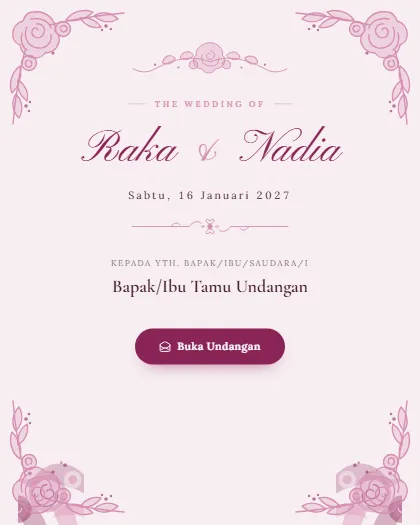 THE WEDDING OF
Raka & Nadia
Sabtu, 16 Januari 2027
KEPADA YTH. BAPAK/IBU/SAUDARA/I
Bapak/Ibu Tamu Undangan
Buka Undangan